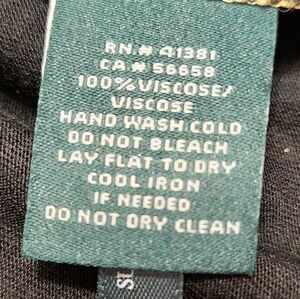 RN.# 41381
CA # 56658
100% VISCOSE/
VISCOSE
HAND WASH COLD
DO NOT BLEACH
LAY FLAT TO DRY
COOL IRON
IF NEEDED
DO NOT DRY CLEAN